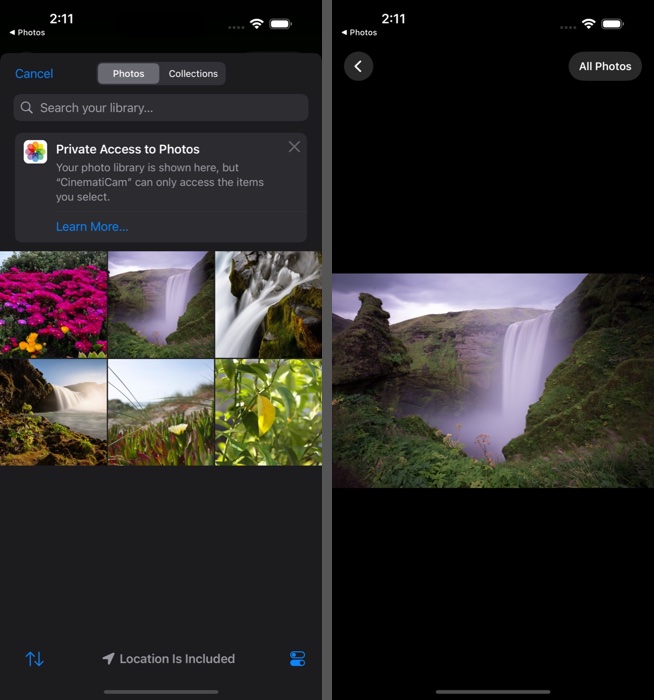 2:11
◀ Photos
Cancel
Photos
Collections
Search your library...
Private Access to Photos
Your photo library is shown here, but
“CinematiCam” can only access the items
you select.
Learn More...
Location Is Included
2:11
◀ Photos
All Photos